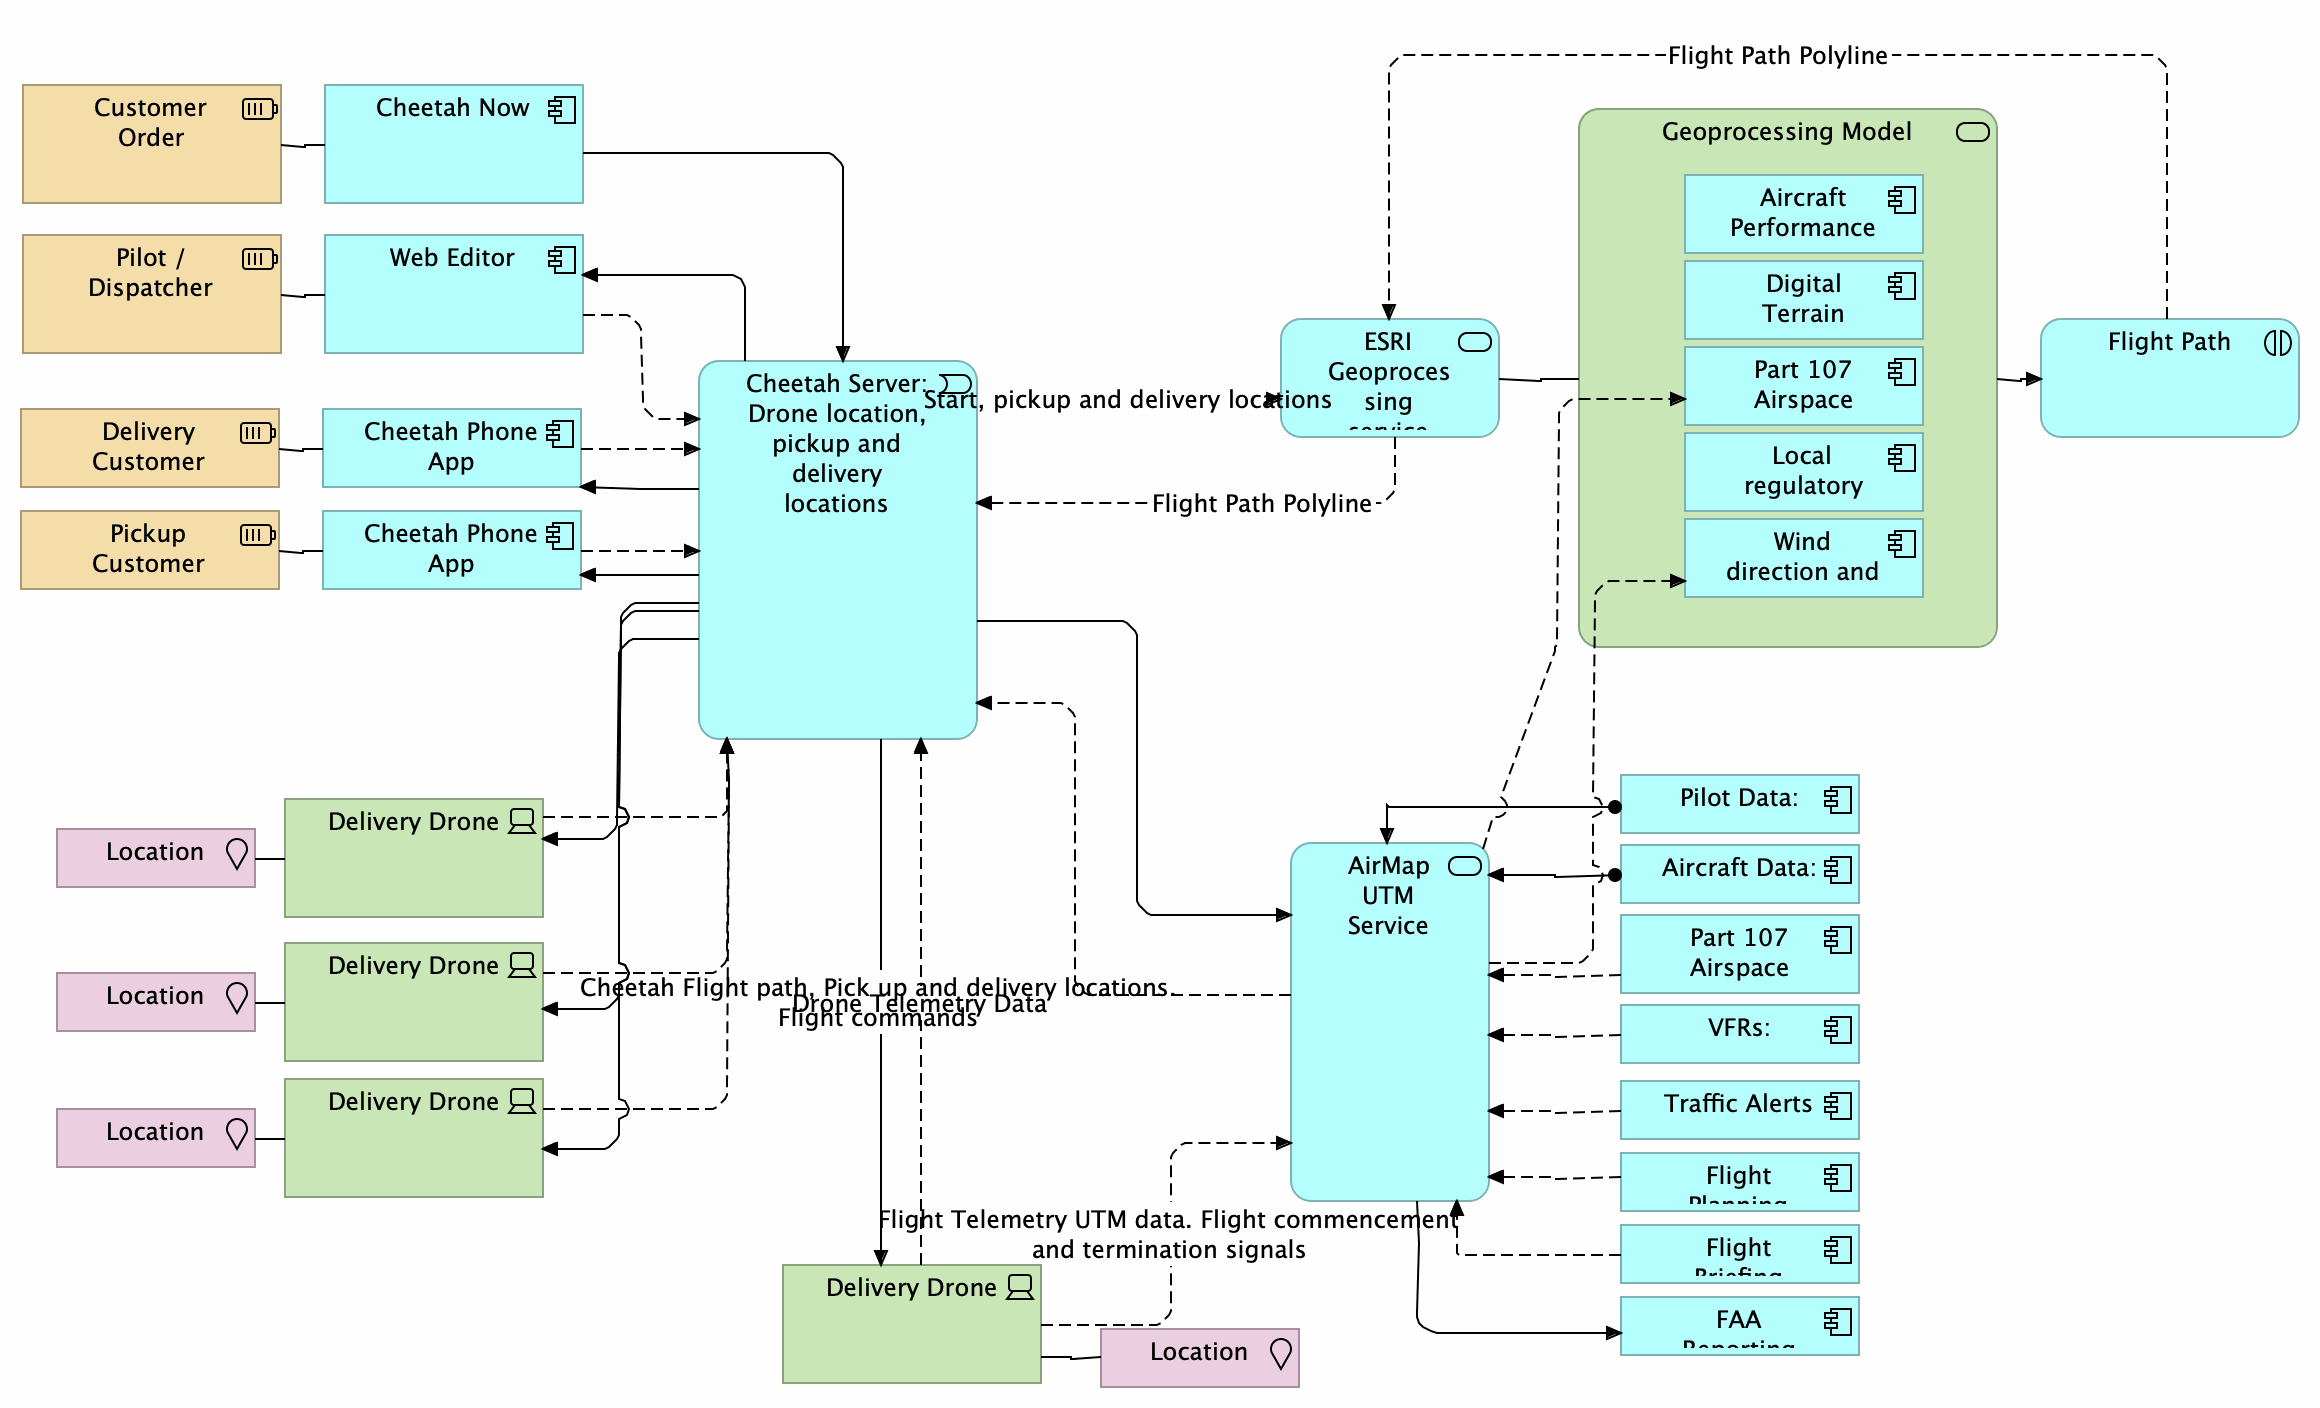 Flight Path Polyline
Customer
Order
Cheetah Now
Geoprocessing Model
Aircraft
Performance
Pilot /
Dispatcher
Web Editor
Digital
Terrain
ESRI
Geoproces
sing
service
Part 107
Airspace
Flight Path
Cheetah Server:
Drone location,
pickup and
delivery
locations
Start, pickup and delivery locations
Delivery
Customer
Cheetah Phone
App
Local
regulatory
Flight Path Polyline
Pickup
Customer
Cheetah Phone
App
Wind
direction and
Delivery Drone
Location
Pilot Data:
AirMap
UTM
Service
Aircraft Data:
Part 107
Airspace
Delivery Drone
Location
Cheetah Flight path, Pick up and delivery locations.
Flight commands
Drone Telemetry Data
VFRs:
Delivery Drone
Location
Traffic Alerts
Flight
Planning
Flight Telemetry UTM data. Flight commencement
and termination signals
Flight
Briefing
Delivery Drone
Location
FAA
Reporting